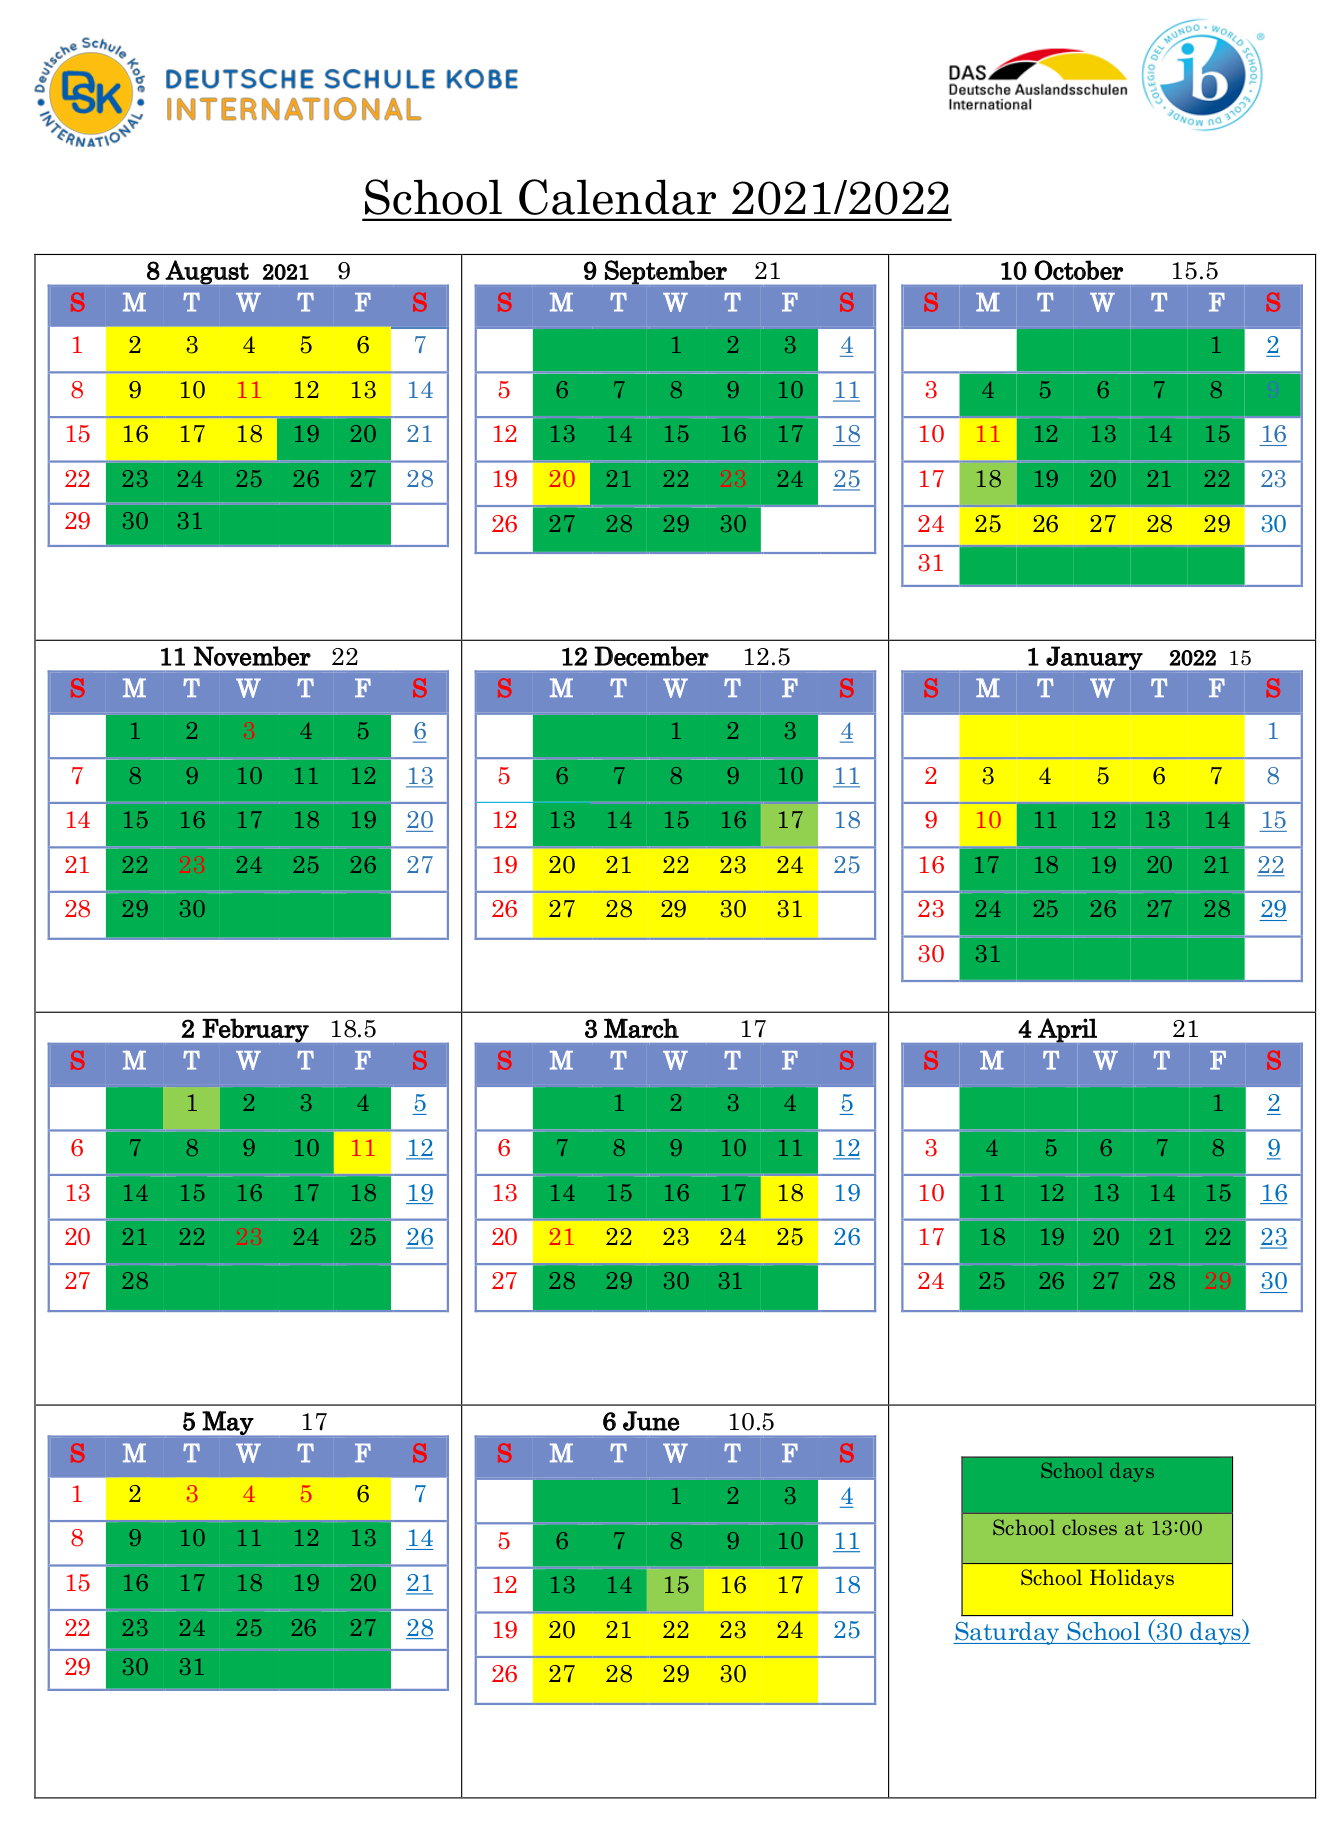 Deutsche Schule Kobe
DSK
INTERNATIONAL
DEUTSCHE SCHULE KOBE
INTERNATIONAL
DAS
Deutsche Auslandsschulen
International
COLEGIO DEL MUNDO • WORLD SCHOOL • ÉCOLE DU MONDE •
ib
®
School Calendar 2021/2022
8 August 2021 9
S M T W T F S
1 2 3 4 5 6 7
8 9 10 11 12 13 14
15 16 17 18 19 20 21
22 23 24 25 26 27 28
29 30 31
9 September 21
S M T W T F S
1 2 3 4
5 6 7 8 9 10 11
12 13 14 15 16 17 18
19 20 21 22 23 24 25
26 27 28 29 30
10 October 15.5
S M T W T F S
1 2
3 4 5 6 7 8 9
10 11 12 13 14 15 16
17 18 19 20 21 22 23
24 25 26 27 28 29 30
31
11 November 22
S M T W T F S
1 2 3 4 5 6
7 8 9 10 11 12 13
14 15 16 17 18 19 20
21 22 23 24 25 26 27
28 29 30
12 December 12.5
S M T W T F S
1 2 3 4
5 6 7 8 9 10 11
12 13 14 15 16 17 18
19 20 21 22 23 24 25
26 27 28 29 30 31
1 January 2022 15
S M T W T F S
1
2 3 4 5 6 7 8
9 10 11 12 13 14 15
16 17 18 19 20 21 22
23 24 25 26 27 28 29
30 31
2 February 18.5
S M T W T F S
1 2 3 4 5
6 7 8 9 10 11 12
13 14 15 16 17 18 19
20 21 22 23 24 25 26
27 28
3 March 17
S M T W T F S
1 2 3 4 5
6 7 8 9 10 11 12
13 14 15 16 17 18 19
20 21 22 23 24 25 26
27 28 29 30 31
4 April 21
S M T W T F S
1 2
3 4 5 6 7 8 9
10 11 12 13 14 15 16
17 18 19 20 21 22 23
24 25 26 27 28 29 30
5 May 17
S M T W T F S
1 2 3 4 5 6 7
8 9 10 11 12 13 14
15 16 17 18 19 20 21
22 23 24 25 26 27 28
29 30 31
6 June 10.5
S M T W T F S
1 2 3 4
5 6 7 8 9 10 11
12 13 14 15 16 17 18
19 20 21 22 23 24 25
26 27 28 29 30
School days
School closes at 13:00
School Holidays
Saturday School (30 days)